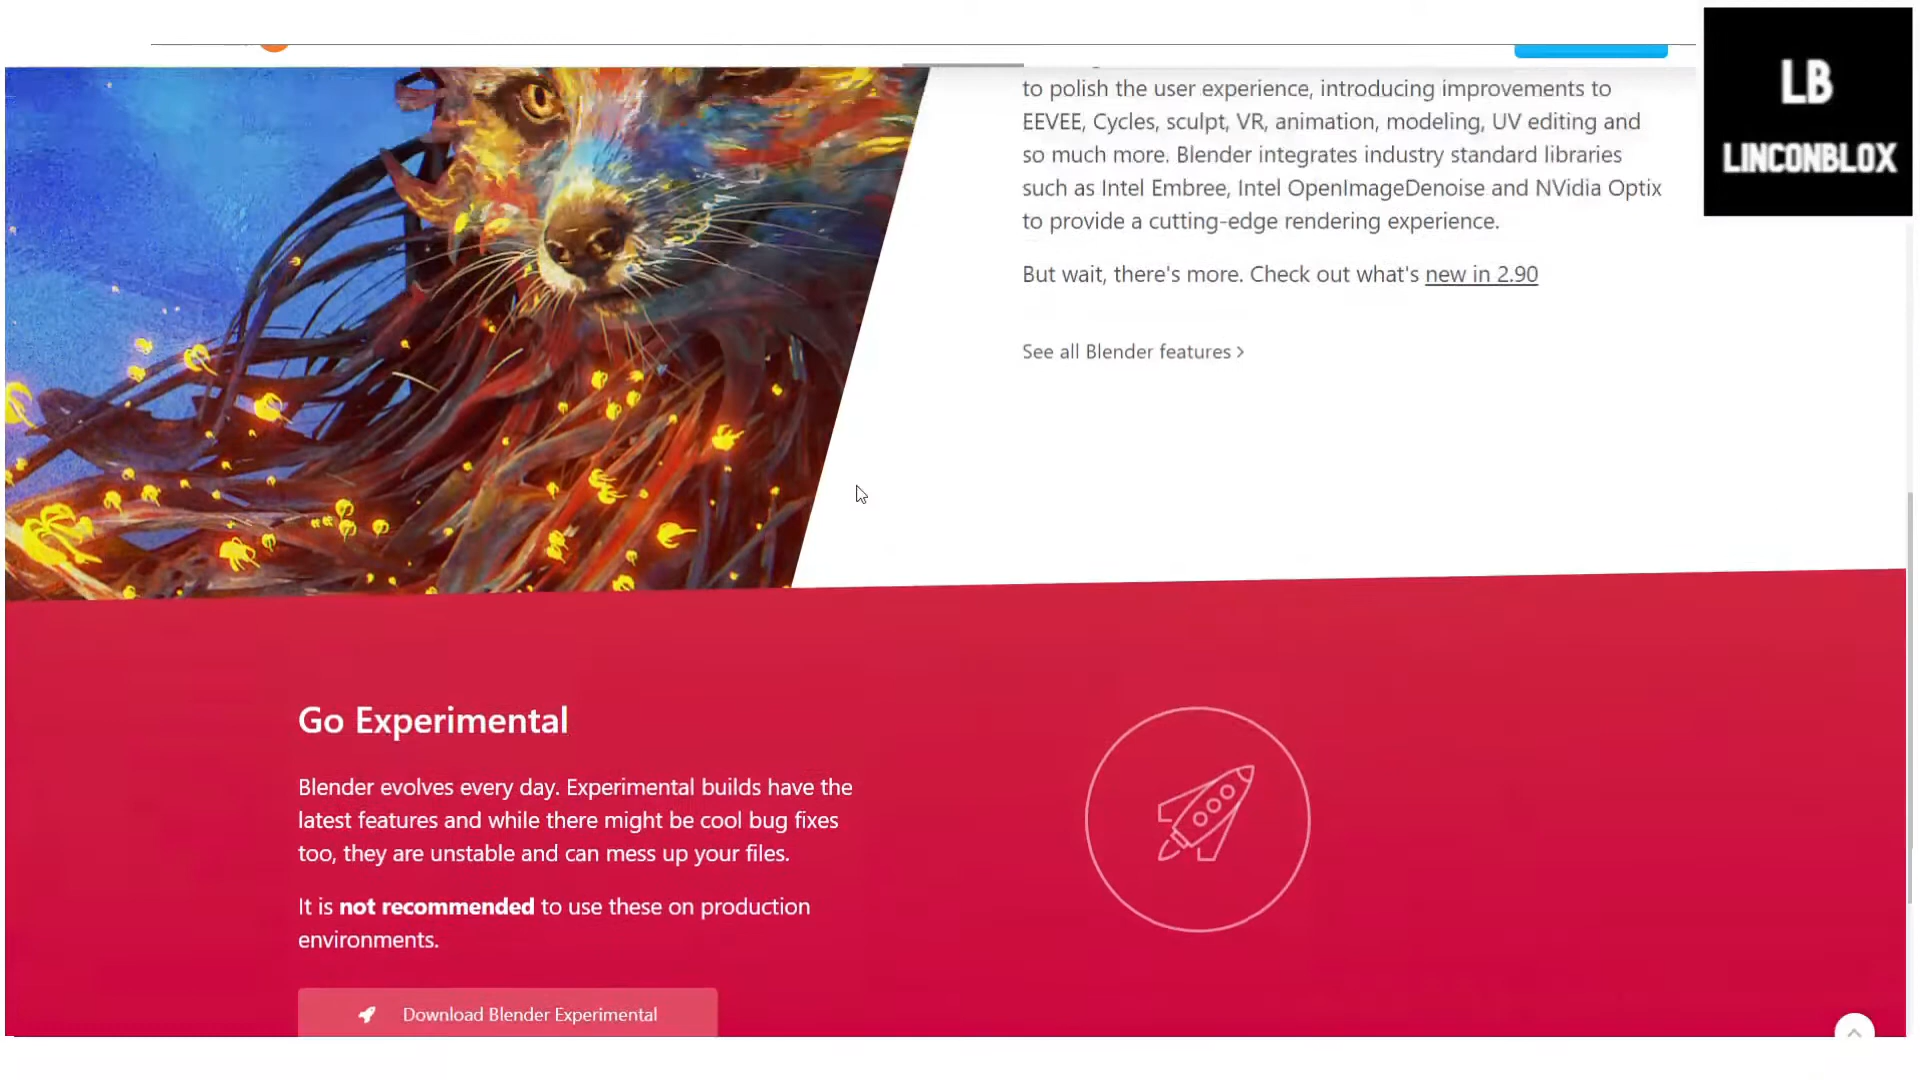 LB
LINCONBLOX
to polish the user experience, introducing improvements to
EEVEE, Cycles, sculpt, VR, animation, modeling, UV editing and
so much more. Blender integrates industry standard libraries
such as Intel Embree, Intel OpenImageDenoise and NVidia Optix
to provide a cutting-edge rendering experience.
But wait, there's more. Check out what's new in 2.90
See all Blender features >
Go Experimental
Blender evolves every day. Experimental builds have the
latest features and while there might be cool bug fixes
too, they are unstable and can mess up your files.
It is not recommended to use these on production
environments.
Download Blender Experimental